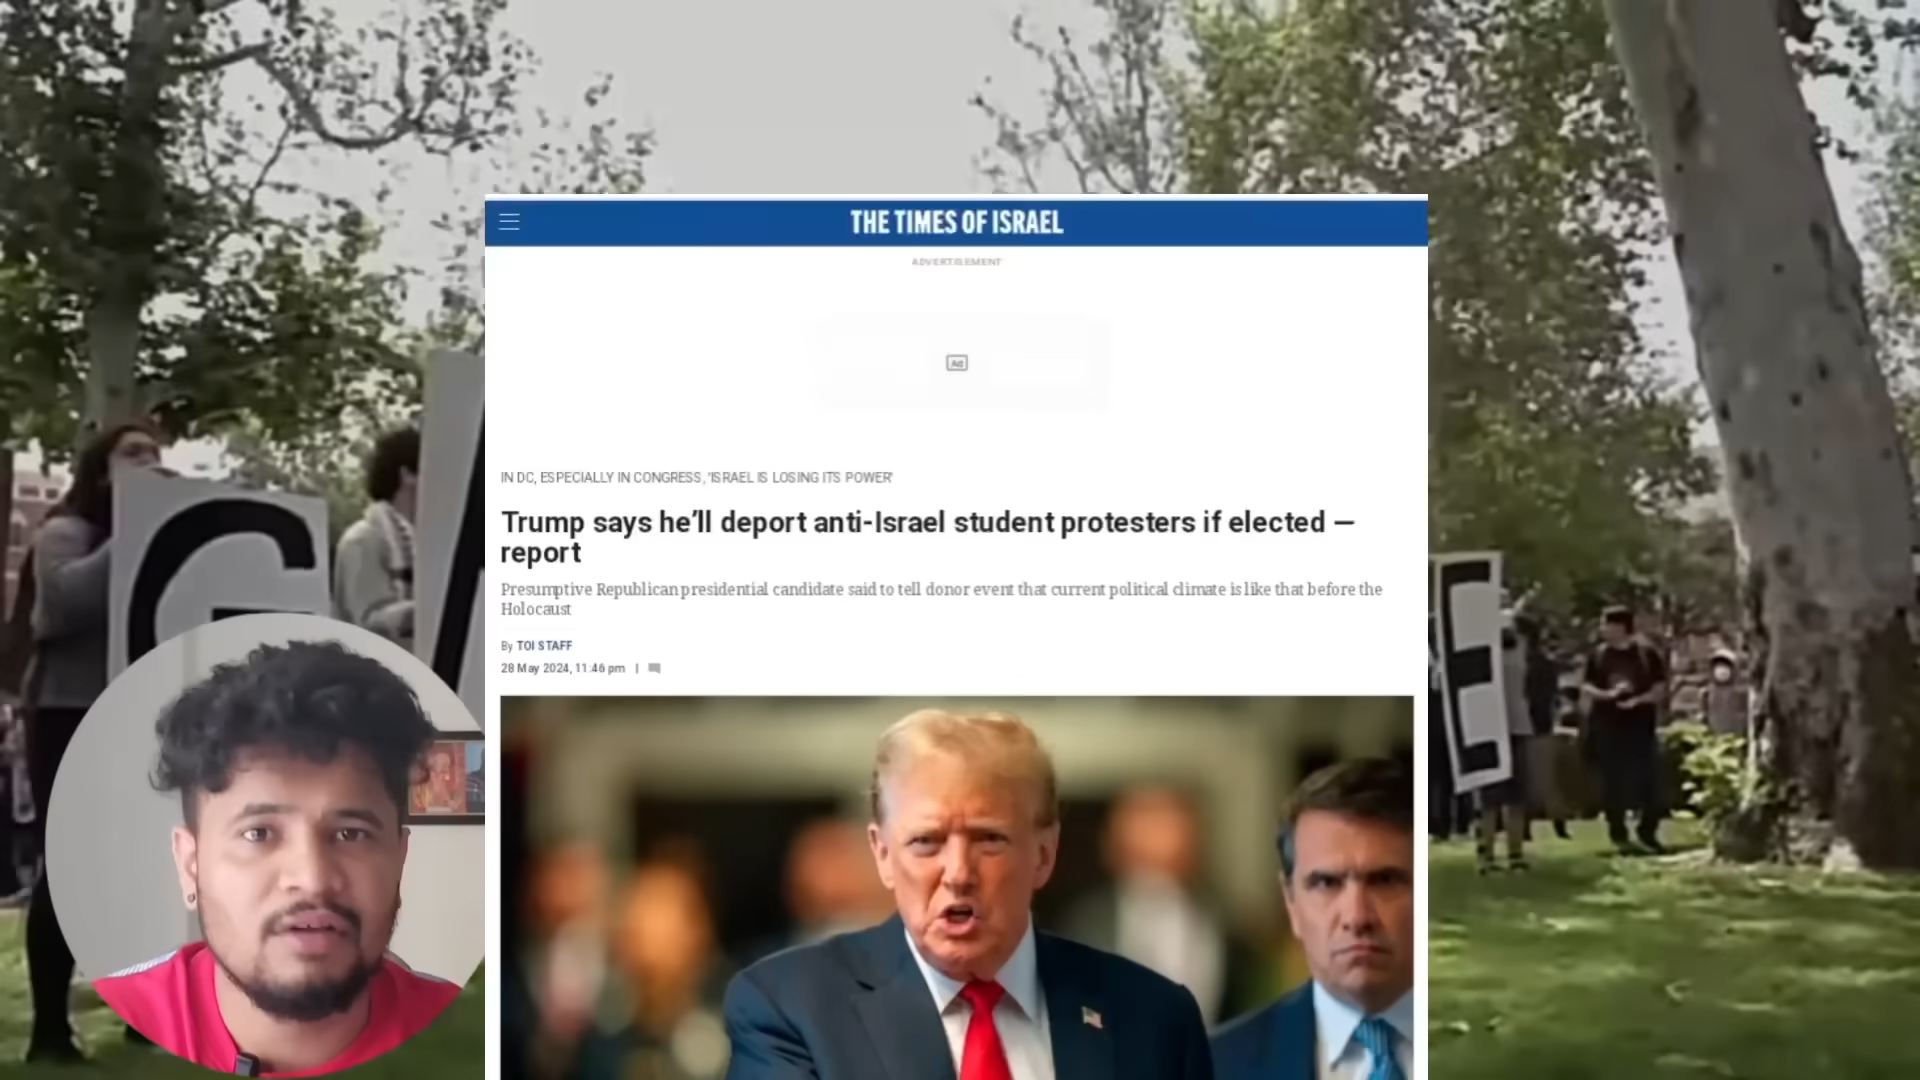 THE TIMES OF ISRAEL
ADVERTISEMENT
Ad
IN DC, ESPECIALLY IN CONGRESS, 'ISRAEL IS LOSING ITS POWER'
Trump says he'll deport anti-Israel student protesters if elected —
report
Presumptive Republican presidential candidate said to tell donor event that current political climate is like that before the
Holocaust
By TOI STAFF
28 May 2024, 11:46 pm |
G
E